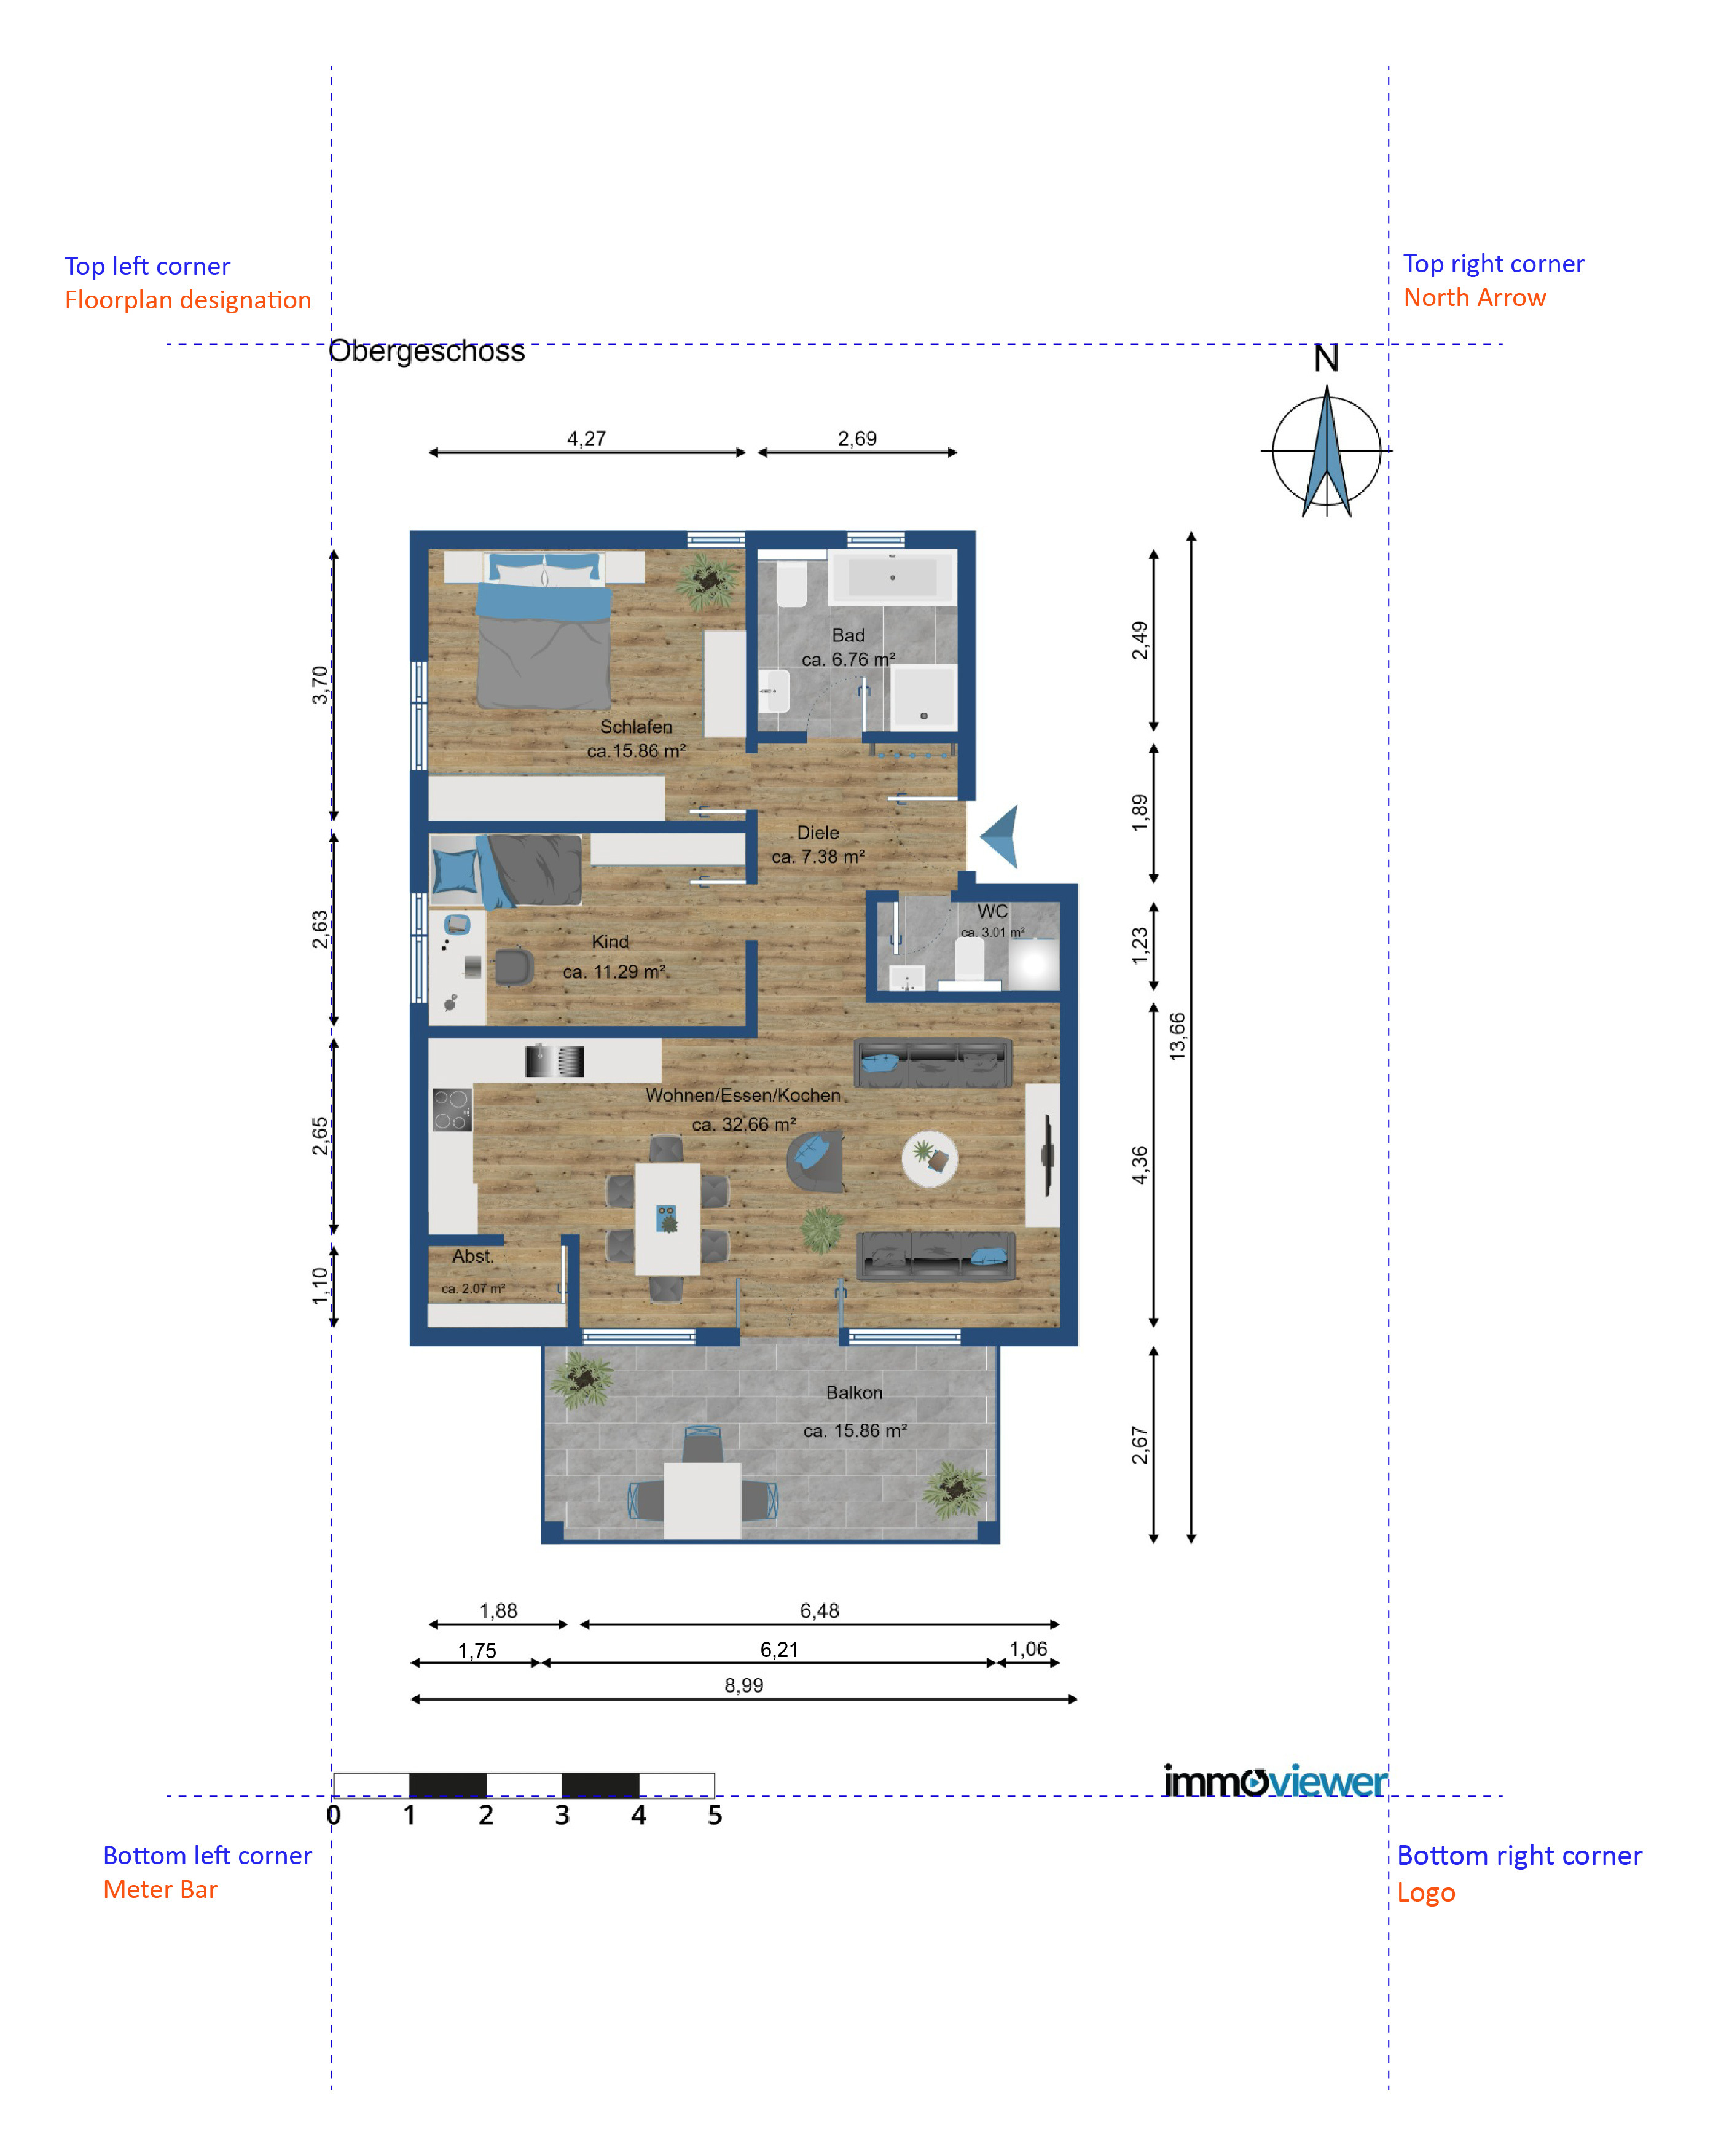 Top left corner
Floorplan designation
Top right corner
North Arrow
Obergeschoss
N
4,27
2,69
3,70
2,63
2,65
1,10
2,49
1,89
1,23
4,36
2,67
13,66
Bad
ca. 6.76 m²
Schlafen
ca.15.86 m²
Diele
ca. 7.38 m²
WC
ca. 3.01 m²
Kind
ca. 11.29 m²
Wohnen/Essen/Kochen
ca. 32.66 m²
Abst.
ca. 2.07 m²
Balkon
ca. 15.86 m²
1,88
6,48
1,75
6,21
1,06
8,99
0 1 2 3 4 5
immoviewer
Bottom left corner
Meter Bar
Bottom right corner
Logo